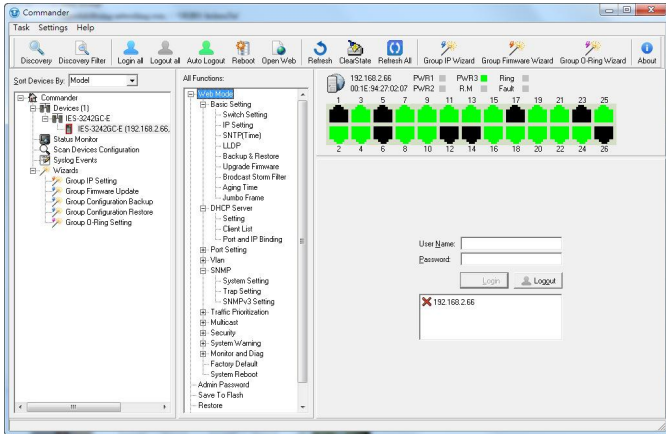 Commander
Task Settings Help
Discovery Discovery Filter Login all Logout all Auto Logout Reboot Open Web Refresh ClearState Refresh All Group IP Wizard Group Firmware Wizard Group O-Ring Wizard About
Sort Devices By: Model
Commander
Devices (1)
IES-3242GC-E
IES-3242GC-E (192.168.2.66.
Status Monitor
Scan Devices Configuration
Syslog Events
Wizards
Group IP Setting
Group Firmware Update
Group Configuration Backup
Group Configuration Restore
Group O-Ring Setting
All Functions:
Web Mode
Basic Setting
Switch Setting
IP Setting
SNTP(Time)
LLDP
Backup & Restore
Upgrade Firmware
Brodcast Storm Filter
Aging Time
Jumbo Frame
DHCP Server
Setting
Client List
Port and IP Binding
Port Setting
Vlan
SNMP
System Setting
Trap Setting
SNMPv3 Setting
Traffic Prioritization
Multicast
Security
System Warning
Monitor and Diag
Factory Default
System Reboot
Admin Password
Save To Flash
Restore
192.168.2.66 PWR1 PWR3 Ring
00:1E:94:27:02:07 PWR2 R.M Fault
1 3 5 7 9 11 13 15 17 19 21 23 25
2 4 6 8 10 12 14 16 18 20 22 24 26
User Name:
Password:
Login Logout
192.168.2.66